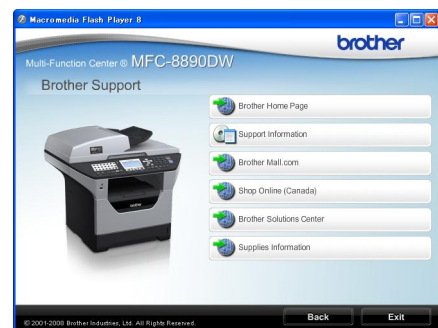 Macromedia Flash Player 8
brother
Multi-Function Center ® MFC-8890DW
Brother Support
Brother Home Page
Support Information
Brother Mall.com
Shop Online (Canada)
Brother Solutions Center
Supplies Information
© 2001-2008 Brother Industries, Ltd. All Rights Reserved.
Back Exit